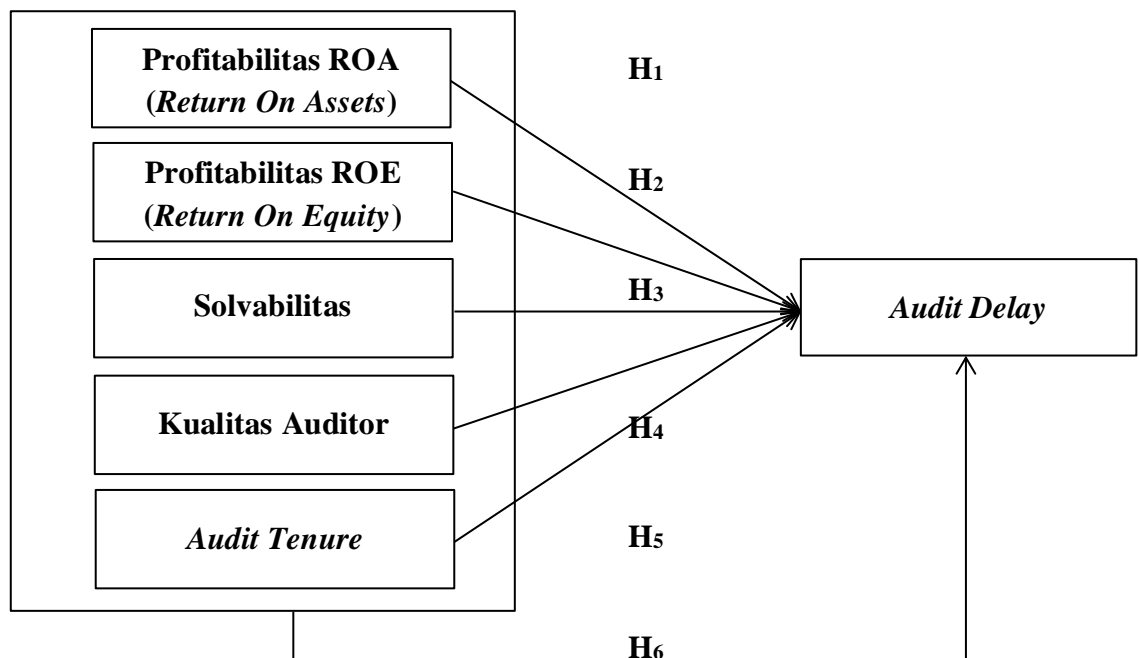 Profitabilitas ROA
(Return On Assets)
H1
Profitabilitas ROE
(Return On Equity)
H2
Solvabilitas
H3
Audit Delay
Kualitas Auditor
H4
Audit Tenure
H5
H6